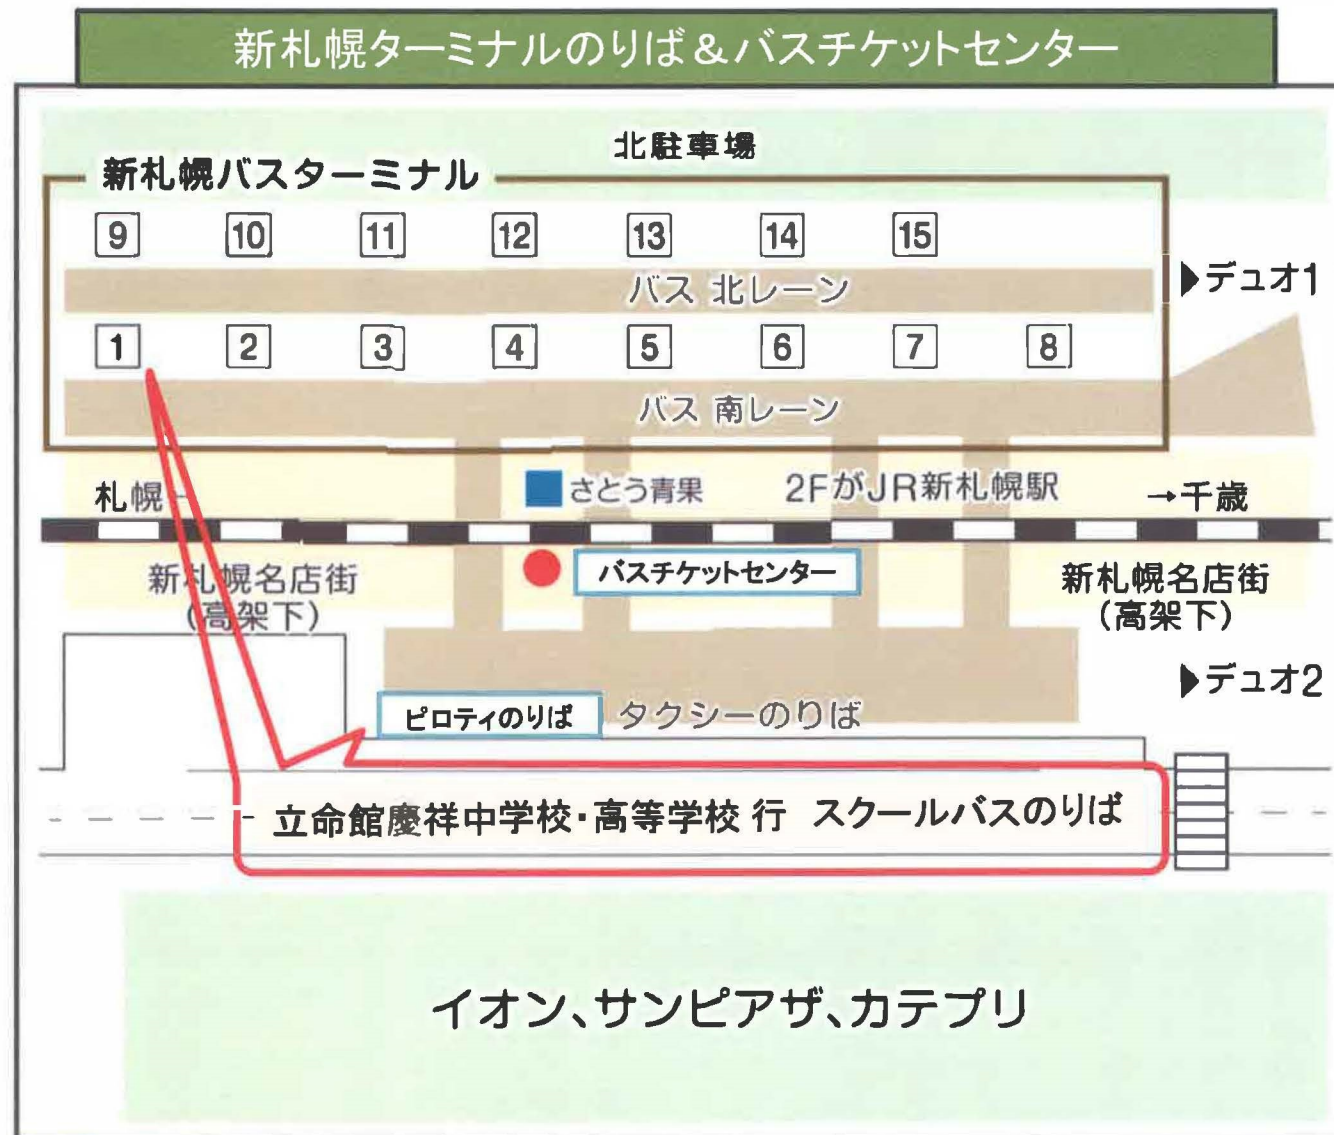 新札幌ターミナルのりば＆バスチケットセンター
北駐車場
新札幌バスターミナル
9 10 11 12 13 14 15
バス 北レーン
▶デュオ1
1 2 3 4 5 6 7 8
バス 南レーン
札幌
さとう青果
2FがJR新札幌駅
→千歳
新札幌名店街
(高架下)
バスチケットセンター
新札幌名店街
(高架下)
▶デュオ2
ピロティのりば
タクシーのりば
立命館慶祥中学校・高等学校 行 スクールバスのりば
イオン、サンピアザ、カテプリ